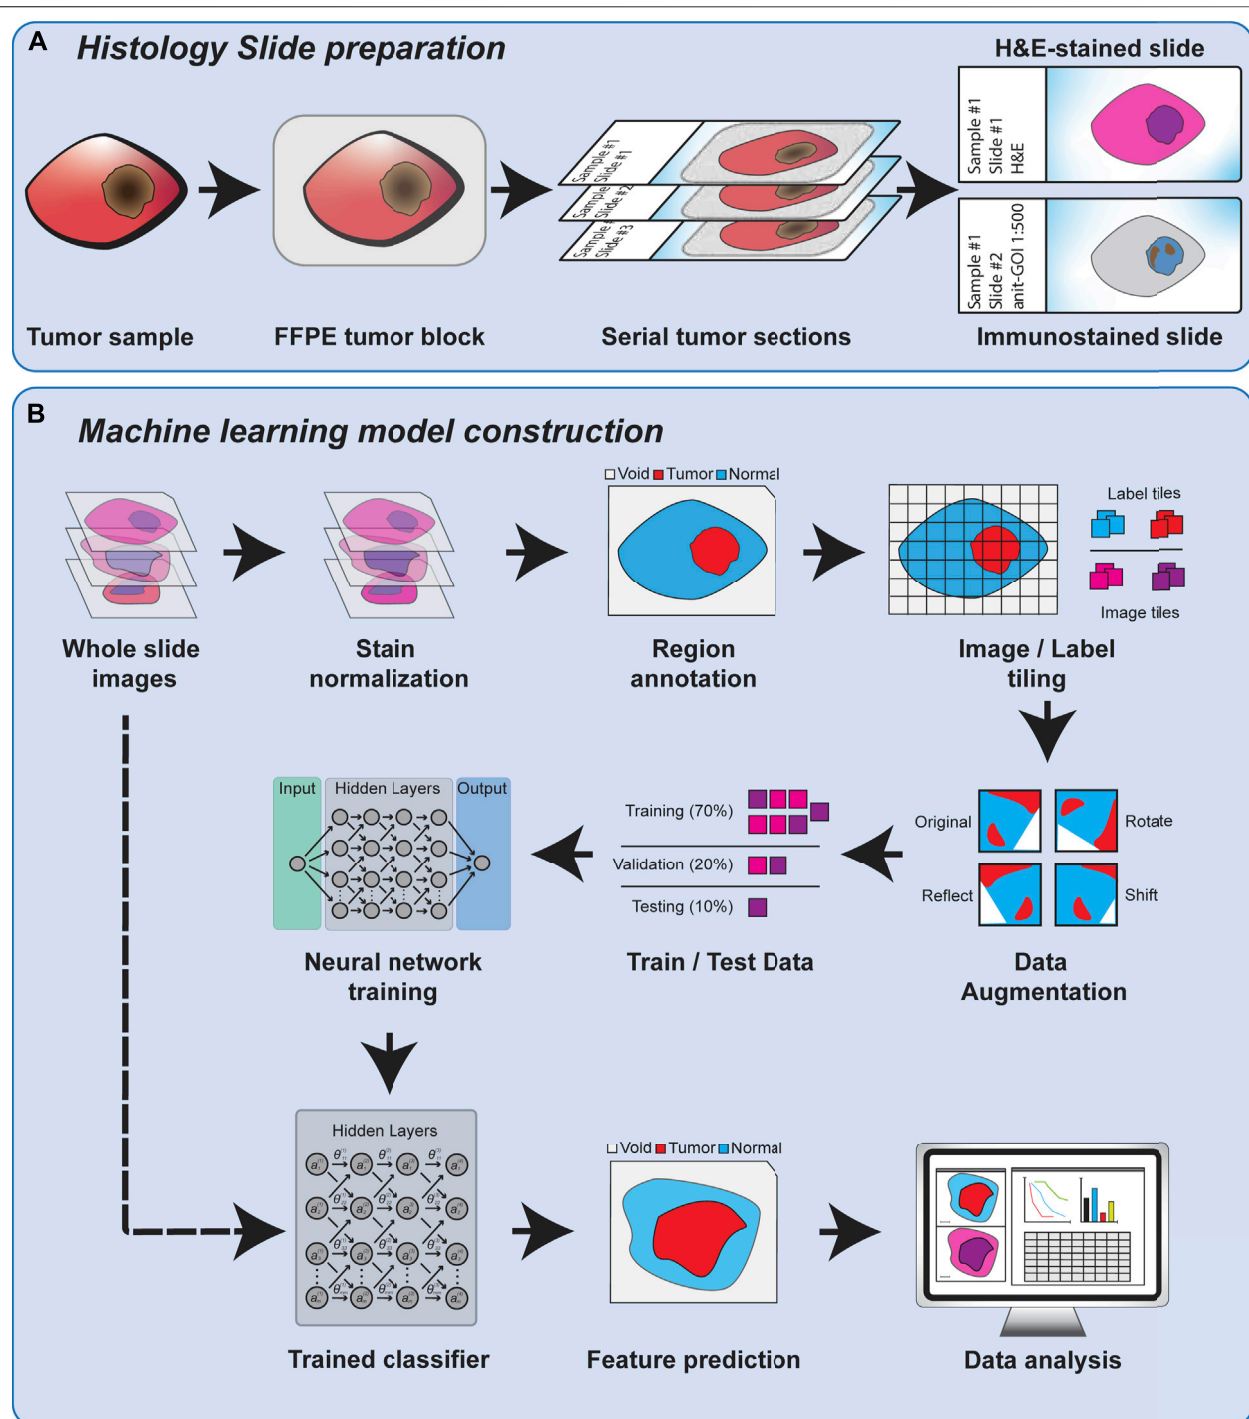 A
Histology Slide preparation
H&E-stained slide
Sample #1
Slide #1
Sample #1
Slide #1
H&E
Slide #2
Slide #3
Sample #1
Slide #2
anit-GOI 1:500
Tumor sample
FFPE tumor block
Serial tumor sections
Immunostained slide
B
Machine learning model construction
Void Tumor Normal
Label tiles
Image tiles
Whole slide
images
Stain
normalization
Region
annotation
Image / Label
tiling
Input
Hidden Layers
Output
Training (70%)
Validation (20%)
Testing (10%)
Original
Rotate
Reflect
Shift
Neural network
training
Train / Test Data
Data
Augmentation
Hidden Layers
Void Tumor Normal
Trained classifier
Feature prediction
Data analysis